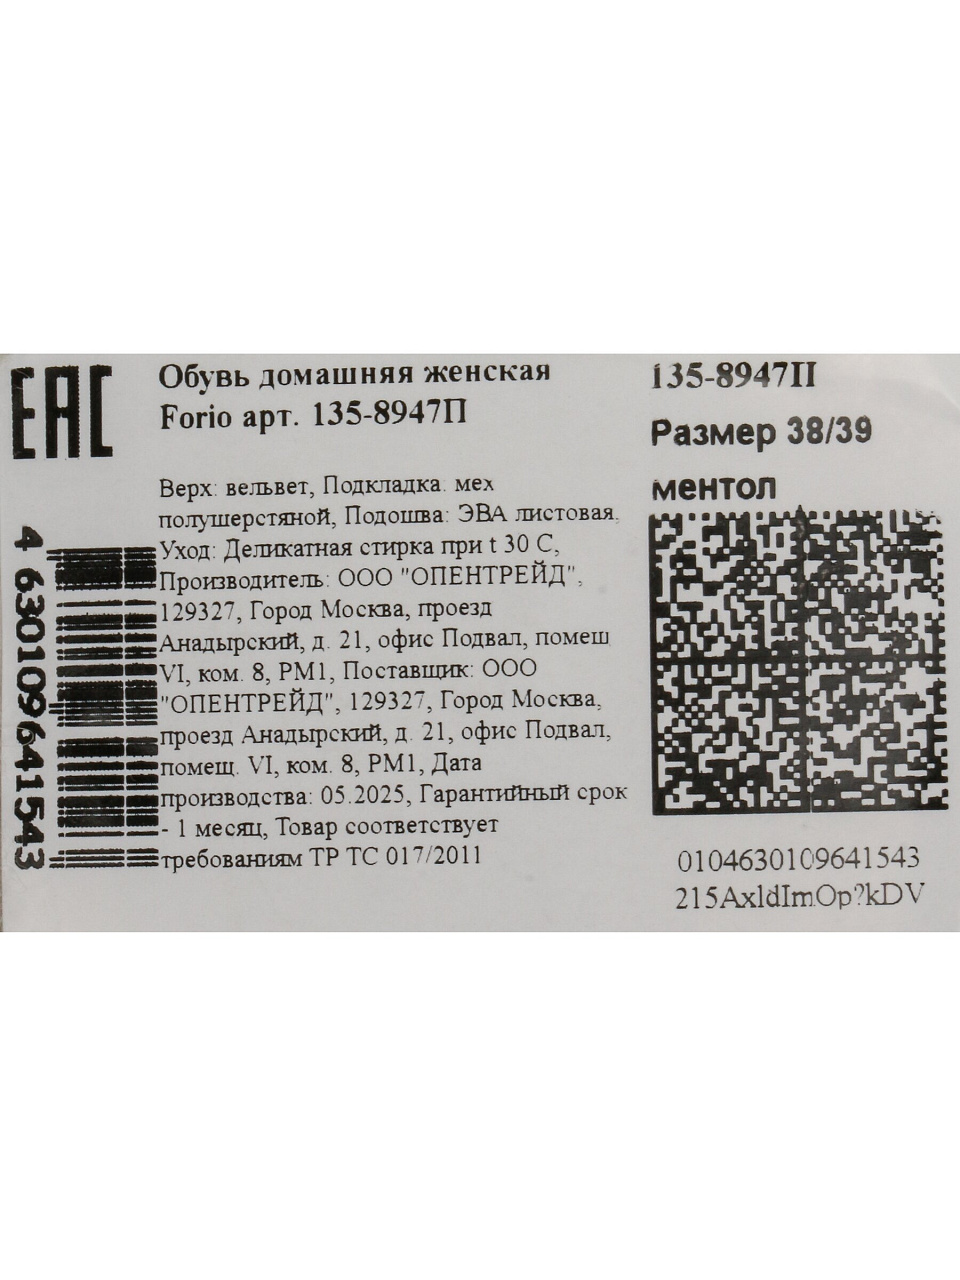 ЕАС
Обувь домашняя женская
Forio арт. 135-8947П
Верх: вельвет, Подкладка: мех
полушерстяной, Подошва: ЭВА листовая,
Уход: Деликатная стирка при t 30 С,
Производитель: ООО "ОПЕНТРЕЙД",
129327, Город Москва, проезд
Анадырский, д. 21, офис Подвал, помещ.
VI, ком. 8, РМ1, Поставщик: ООО
"ОПЕНТРЕЙД", 129327, Город Москва,
проезд Анадырский, д. 21, офис Подвал,
помещ. VI, ком. 8, РМ1, Дата
производства: 05.2025, Гарантийный срок
- 1 месяц, Товар соответствует
требованиям ТР ТС 017/2011
4 630109 641543
135-8947П
Размер 38/39
ментол
0104630109641543
215AxldImOp?kDV